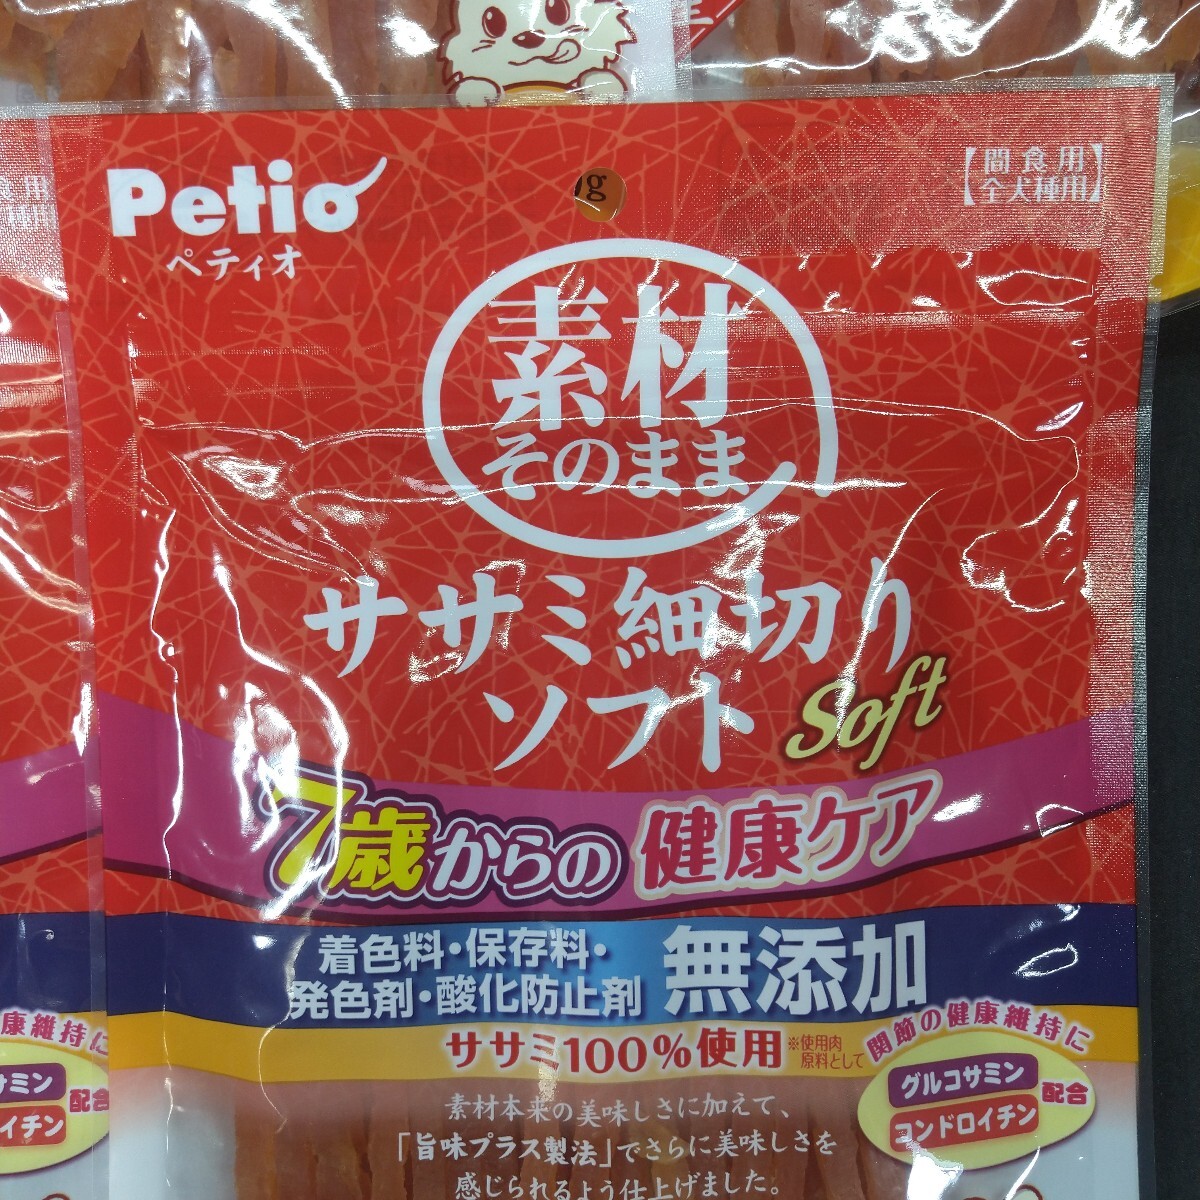 Petio
ペティオ
g
【間食用
全犬種用】
素材
そのまま
ササミ細切り
ソフト Soft
7歳からの 健康ケア
着色料・保存料・
発色剤・酸化防止剤 無添加
ササミ100%使用 ※使用肉
原料として
関節の健康維持に
グルコサミン
コンドロイチン
配合
素材本来の美味しさに加えて、
「旨味プラス製法」でさらに美味しさを
感じられるよう仕上げました。
食用
種用
康維持に
サミン
イチン
配合